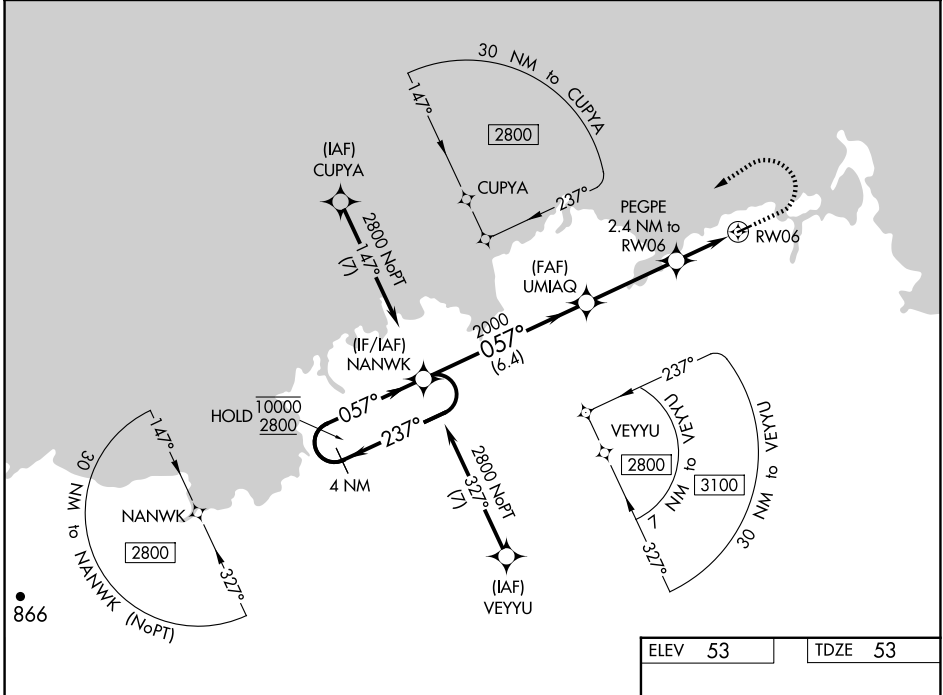 30 NM to CUPYA
147°
2800
CUPYA
237°
(IAF)
CUPYA
2800 NoPT
147°
(7)
PEGPE
2.4 NM to
RW06
RW06
(FAF)
UMIAQ
2000
057°
(6.4)
(IF/IAF)
NANWK
HOLD
10000
2800
057°
237°
4 NM
2800 NoPT
327°
(7)
(IAF)
VEYYU
237°
VEYYU
2800
7 NM to VEYYU
3100
30 NM to VEYYU
327°
147°
NANWK
2800
327°
30 NM to NANWK (NoPT)
866
ELEV 53
TDZE 53